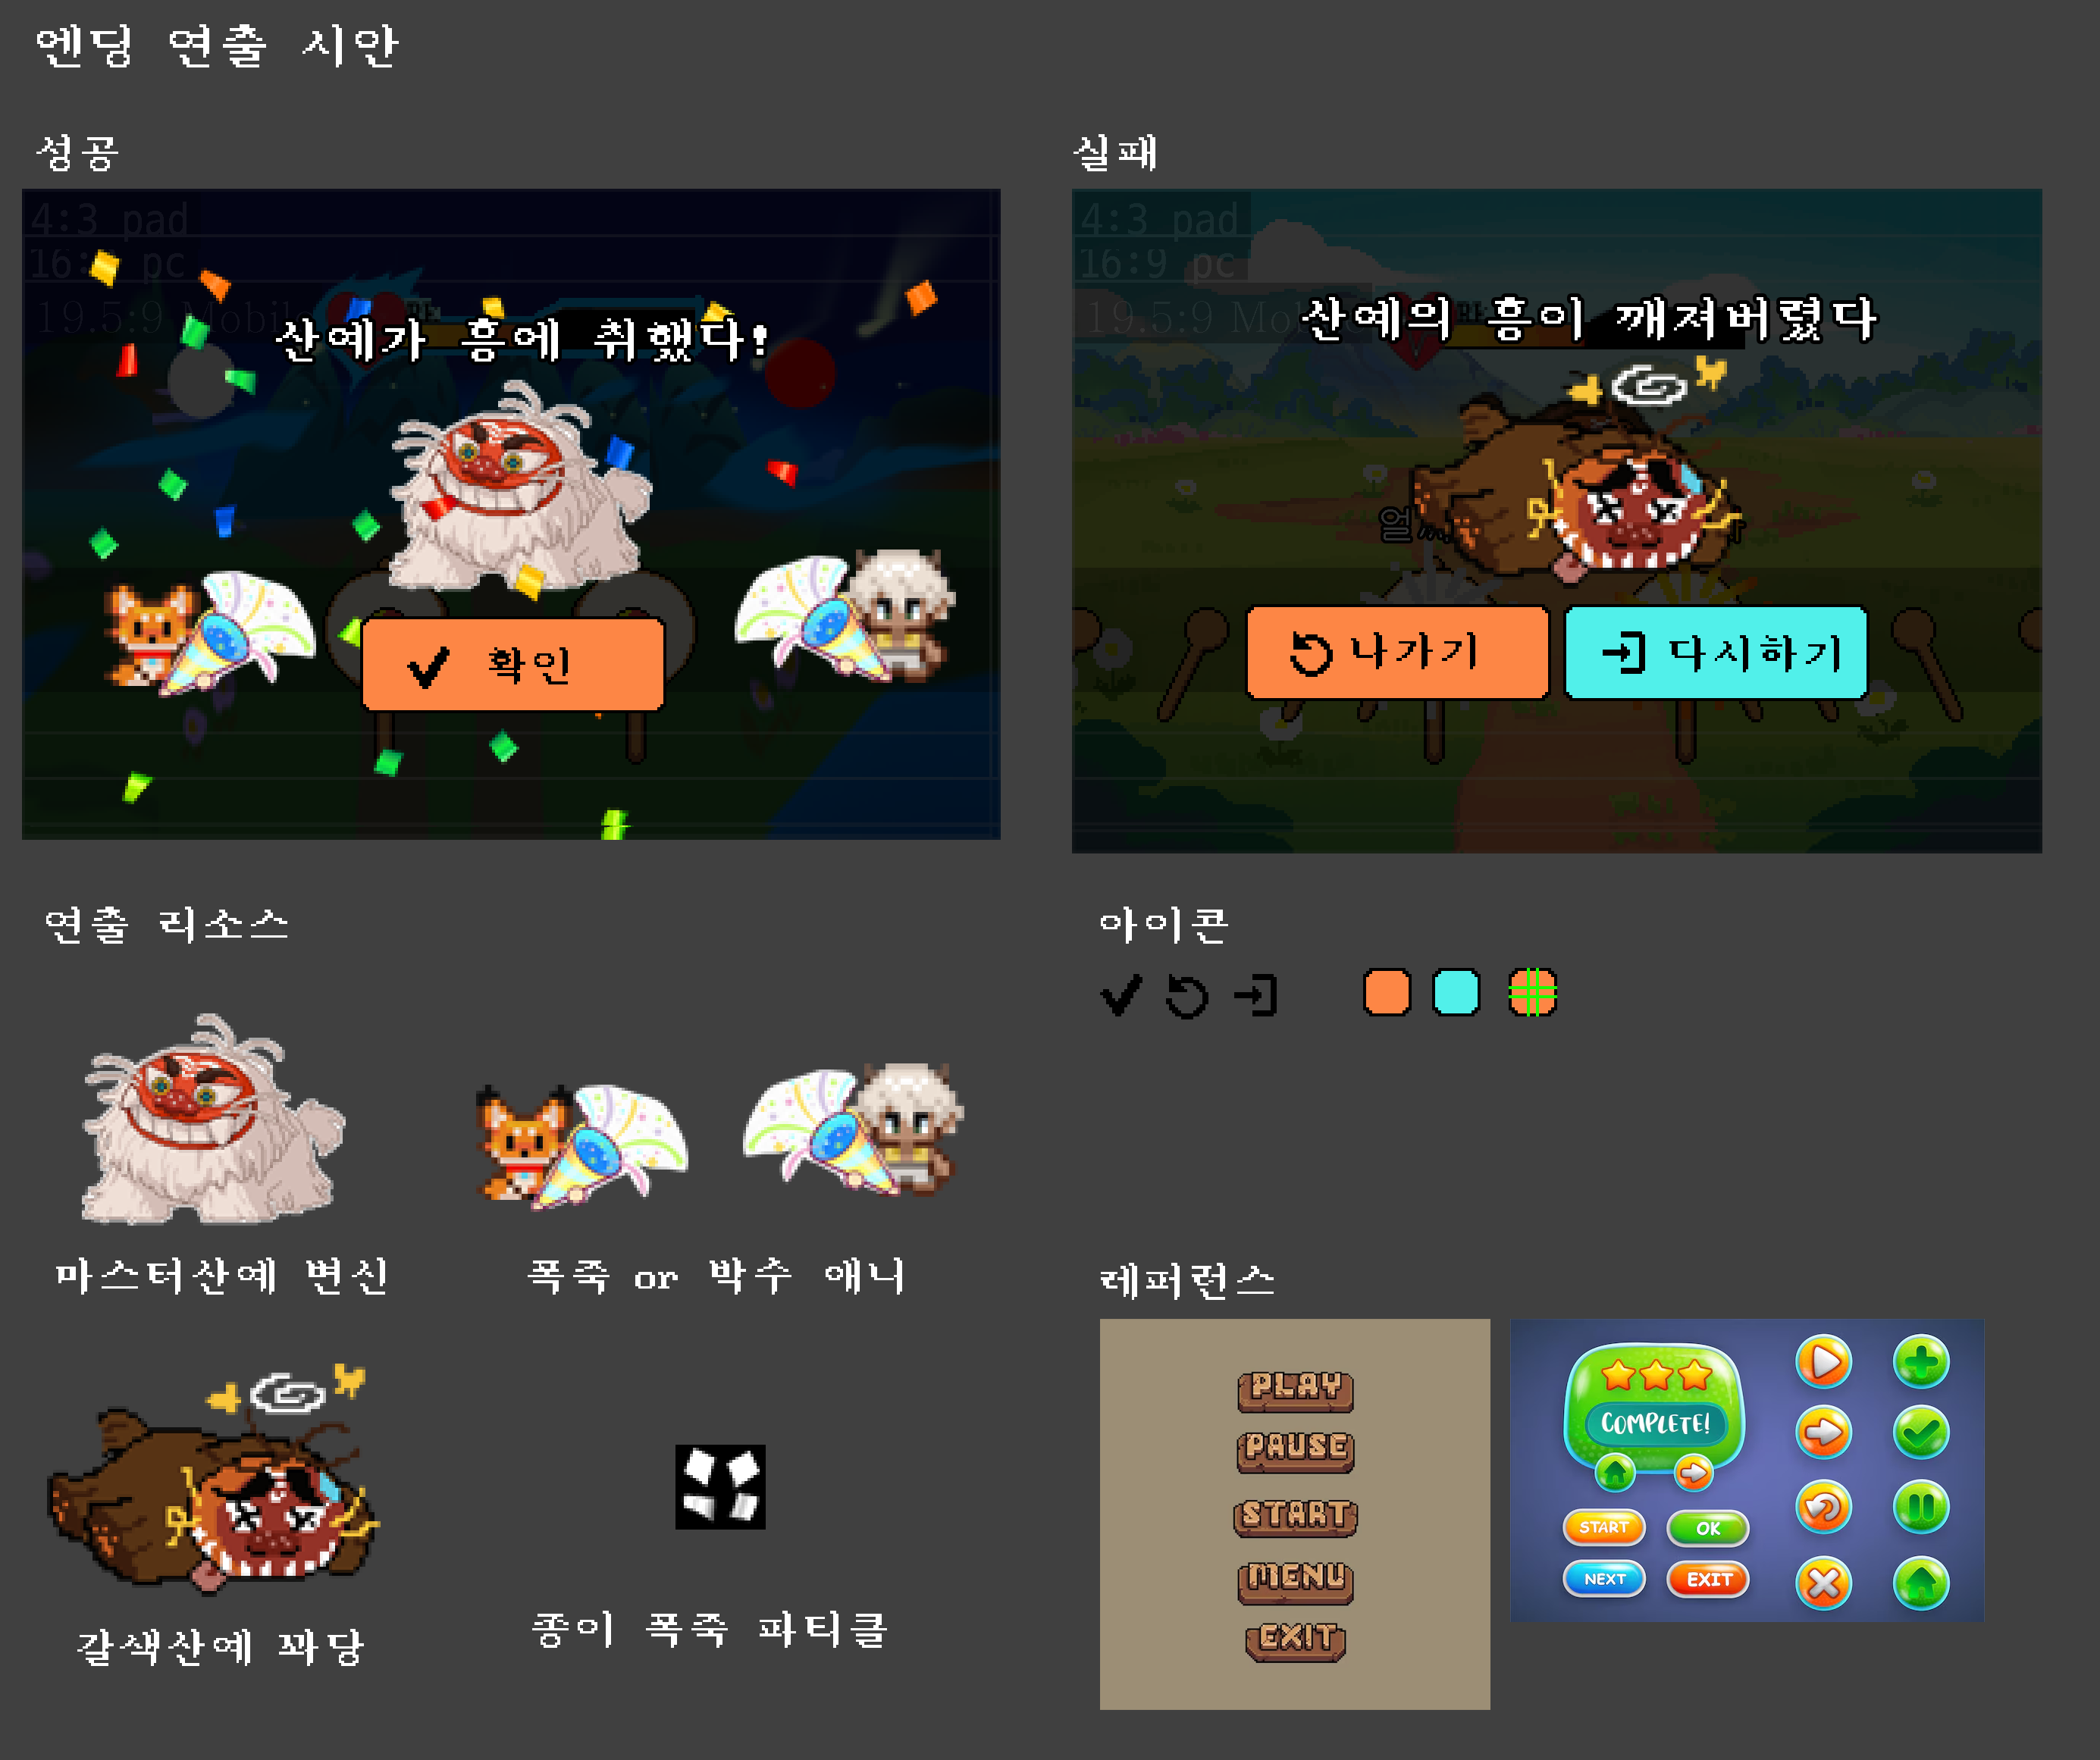 엔딩 연출 시안
성공
4:3 pad
16:9 pc
19.5:9 Mobil
산예가 흥에 취했다!
확인
실패
4:3 pad
16:9 pc
19.5:9 Mo
산예의 흥이 깨져버렸다
얼
나가기
다시하기
연출 리소스
마스터산예 변신
폭죽 or 박수 애니
갈색산예 꽈당
종이 폭죽 파티클
아이콘
레퍼런스
PLAY
PAUSE
START
MENU
EXIT
COMPLETE!
START
OK
NEXT
EXIT